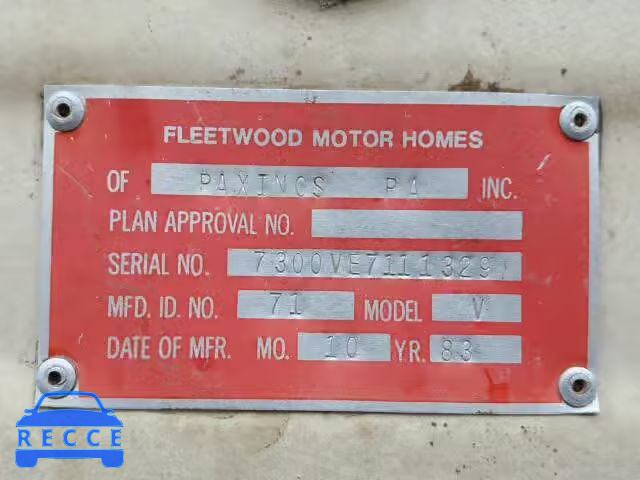 FLEETWOOD MOTOR HOMES
OF PAXINOS PA INC.
PLAN APPROVAL NO.
SERIAL NO. 7300VE7111329
MFD. ID. NO. 71 MODEL V
DATE OF MFR. MO. 10 YR. 83
RECCE